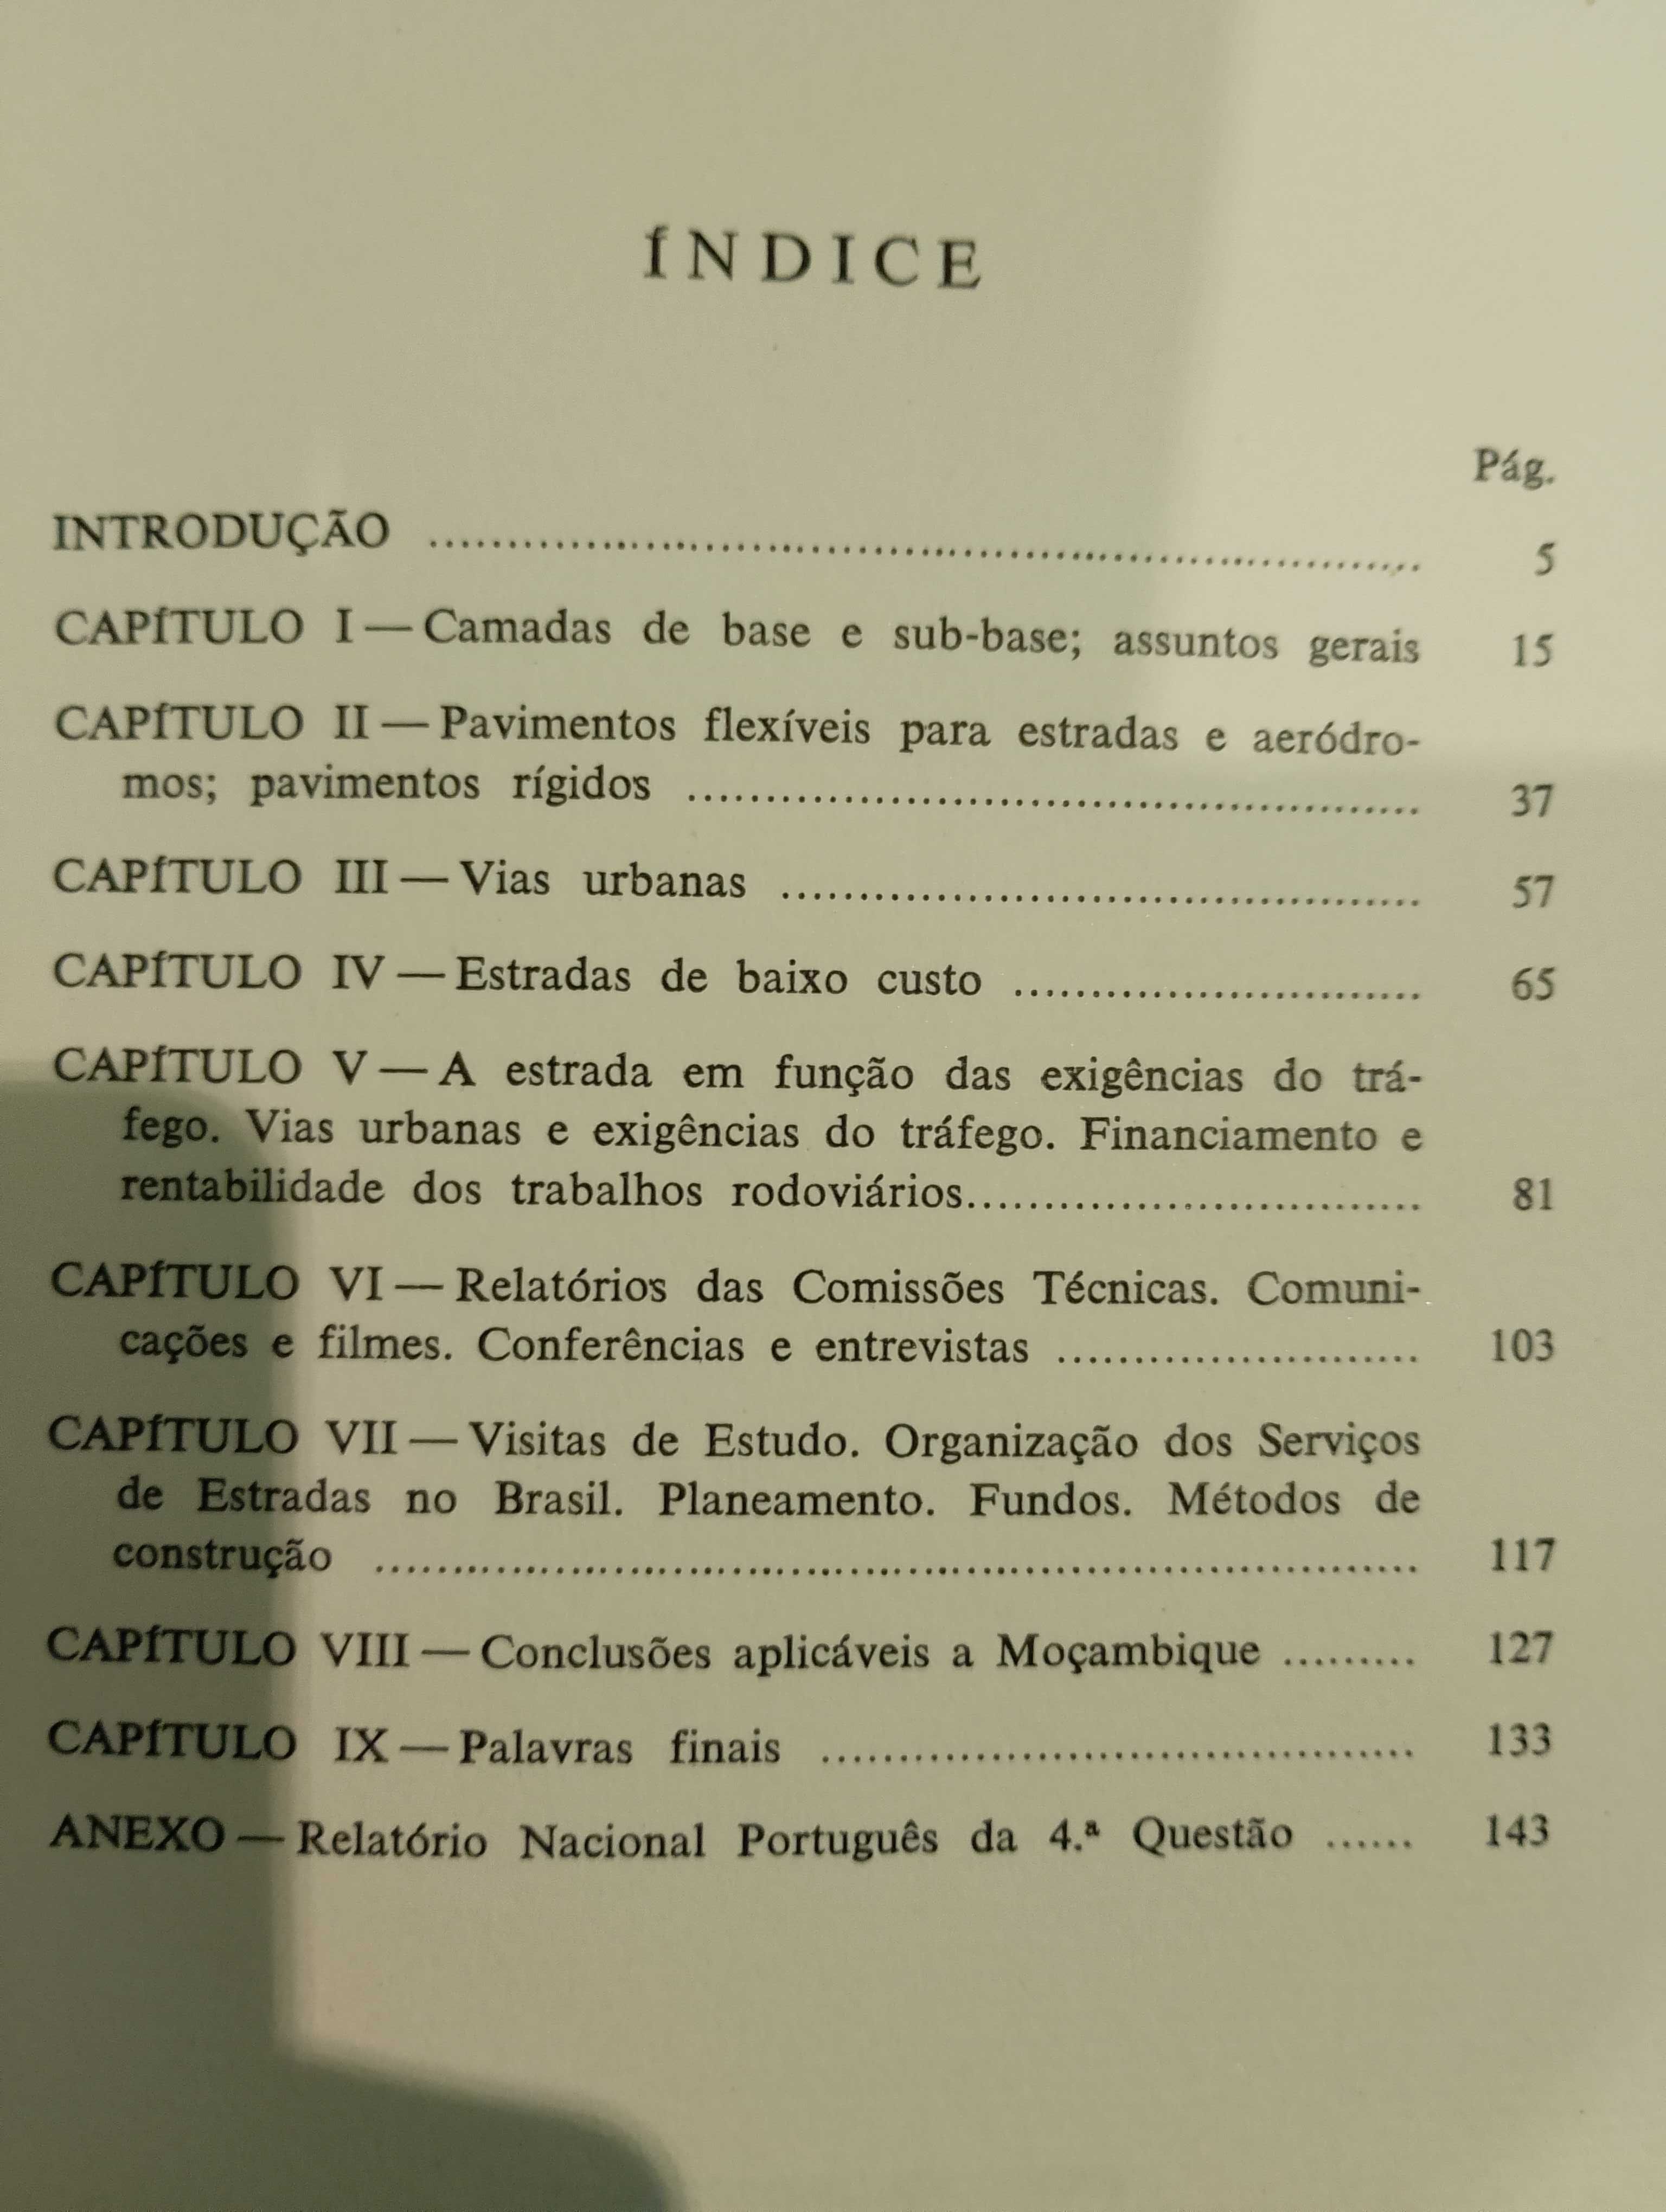 ÍNDICE
Pág.
INTRODUÇÃO ........................................ 5
CAPÍTULO I — Camadas de base e sub-base; assuntos gerais 15
CAPÍTULO II — Pavimentos flexíveis para estradas e aeródro-
mos; pavimentos rígidos ........................................ 37
CAPÍTULO III — Vias urbanas ........................................ 57
CAPÍTULO IV — Estradas de baixo custo ........................... 65
CAPÍTULO V — A estrada em função das exigências do trá-
fego. Vias urbanas e exigências do tráfego. Financiamento e
rentabilidade dos trabalhos rodoviários.............................. 81
CAPÍTULO VI — Relatórios das Comissões Técnicas. Comuni-
cações e filmes. Conferências e entrevistas ........................ 103
CAPÍTULO VII — Visitas de Estudo. Organização dos Serviços
de Estradas no Brasil. Planeamento. Fundos. Métodos de
construção ........................................ 117
CAPÍTULO VIII — Conclusões aplicáveis a Moçambique ......... 127
CAPÍTULO IX — Palavras finais ........................................ 133
ANEXO — Relatório Nacional Português da 4.ª Questão ...... 143